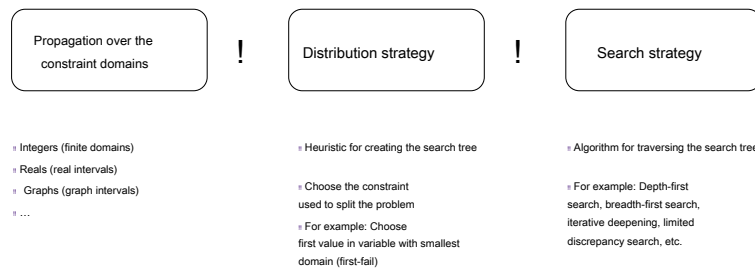 Propagation over the
constraint domains
!
Distribution strategy
!
Search strategy
!! Integers (finite domains)
!! Reals (real intervals)
!! Graphs (graph intervals)
!! ...
!! Heuristic for creating the search tree
!! Choose the constraint
used to split the problem
!! For example: Choose
first value in variable with smallest
domain (first-fail)
!! Algorithm for traversing the search tree
!! For example: Depth-first
search, breadth-first search,
iterative deepening, limited
discrepancy search, etc.